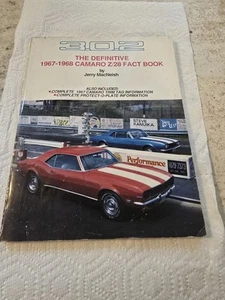 302
THE DEFINITIVE
1967-1968 CAMARO Z/28 FACT BOOK
by
Jerry MacNeish
ALSO INCLUDED:
•COMPLETE 1967 CAMARO TRIM TAG INFORMATION
•COMPLETE PROTECT-O-PLATE INFORMATION
Performance